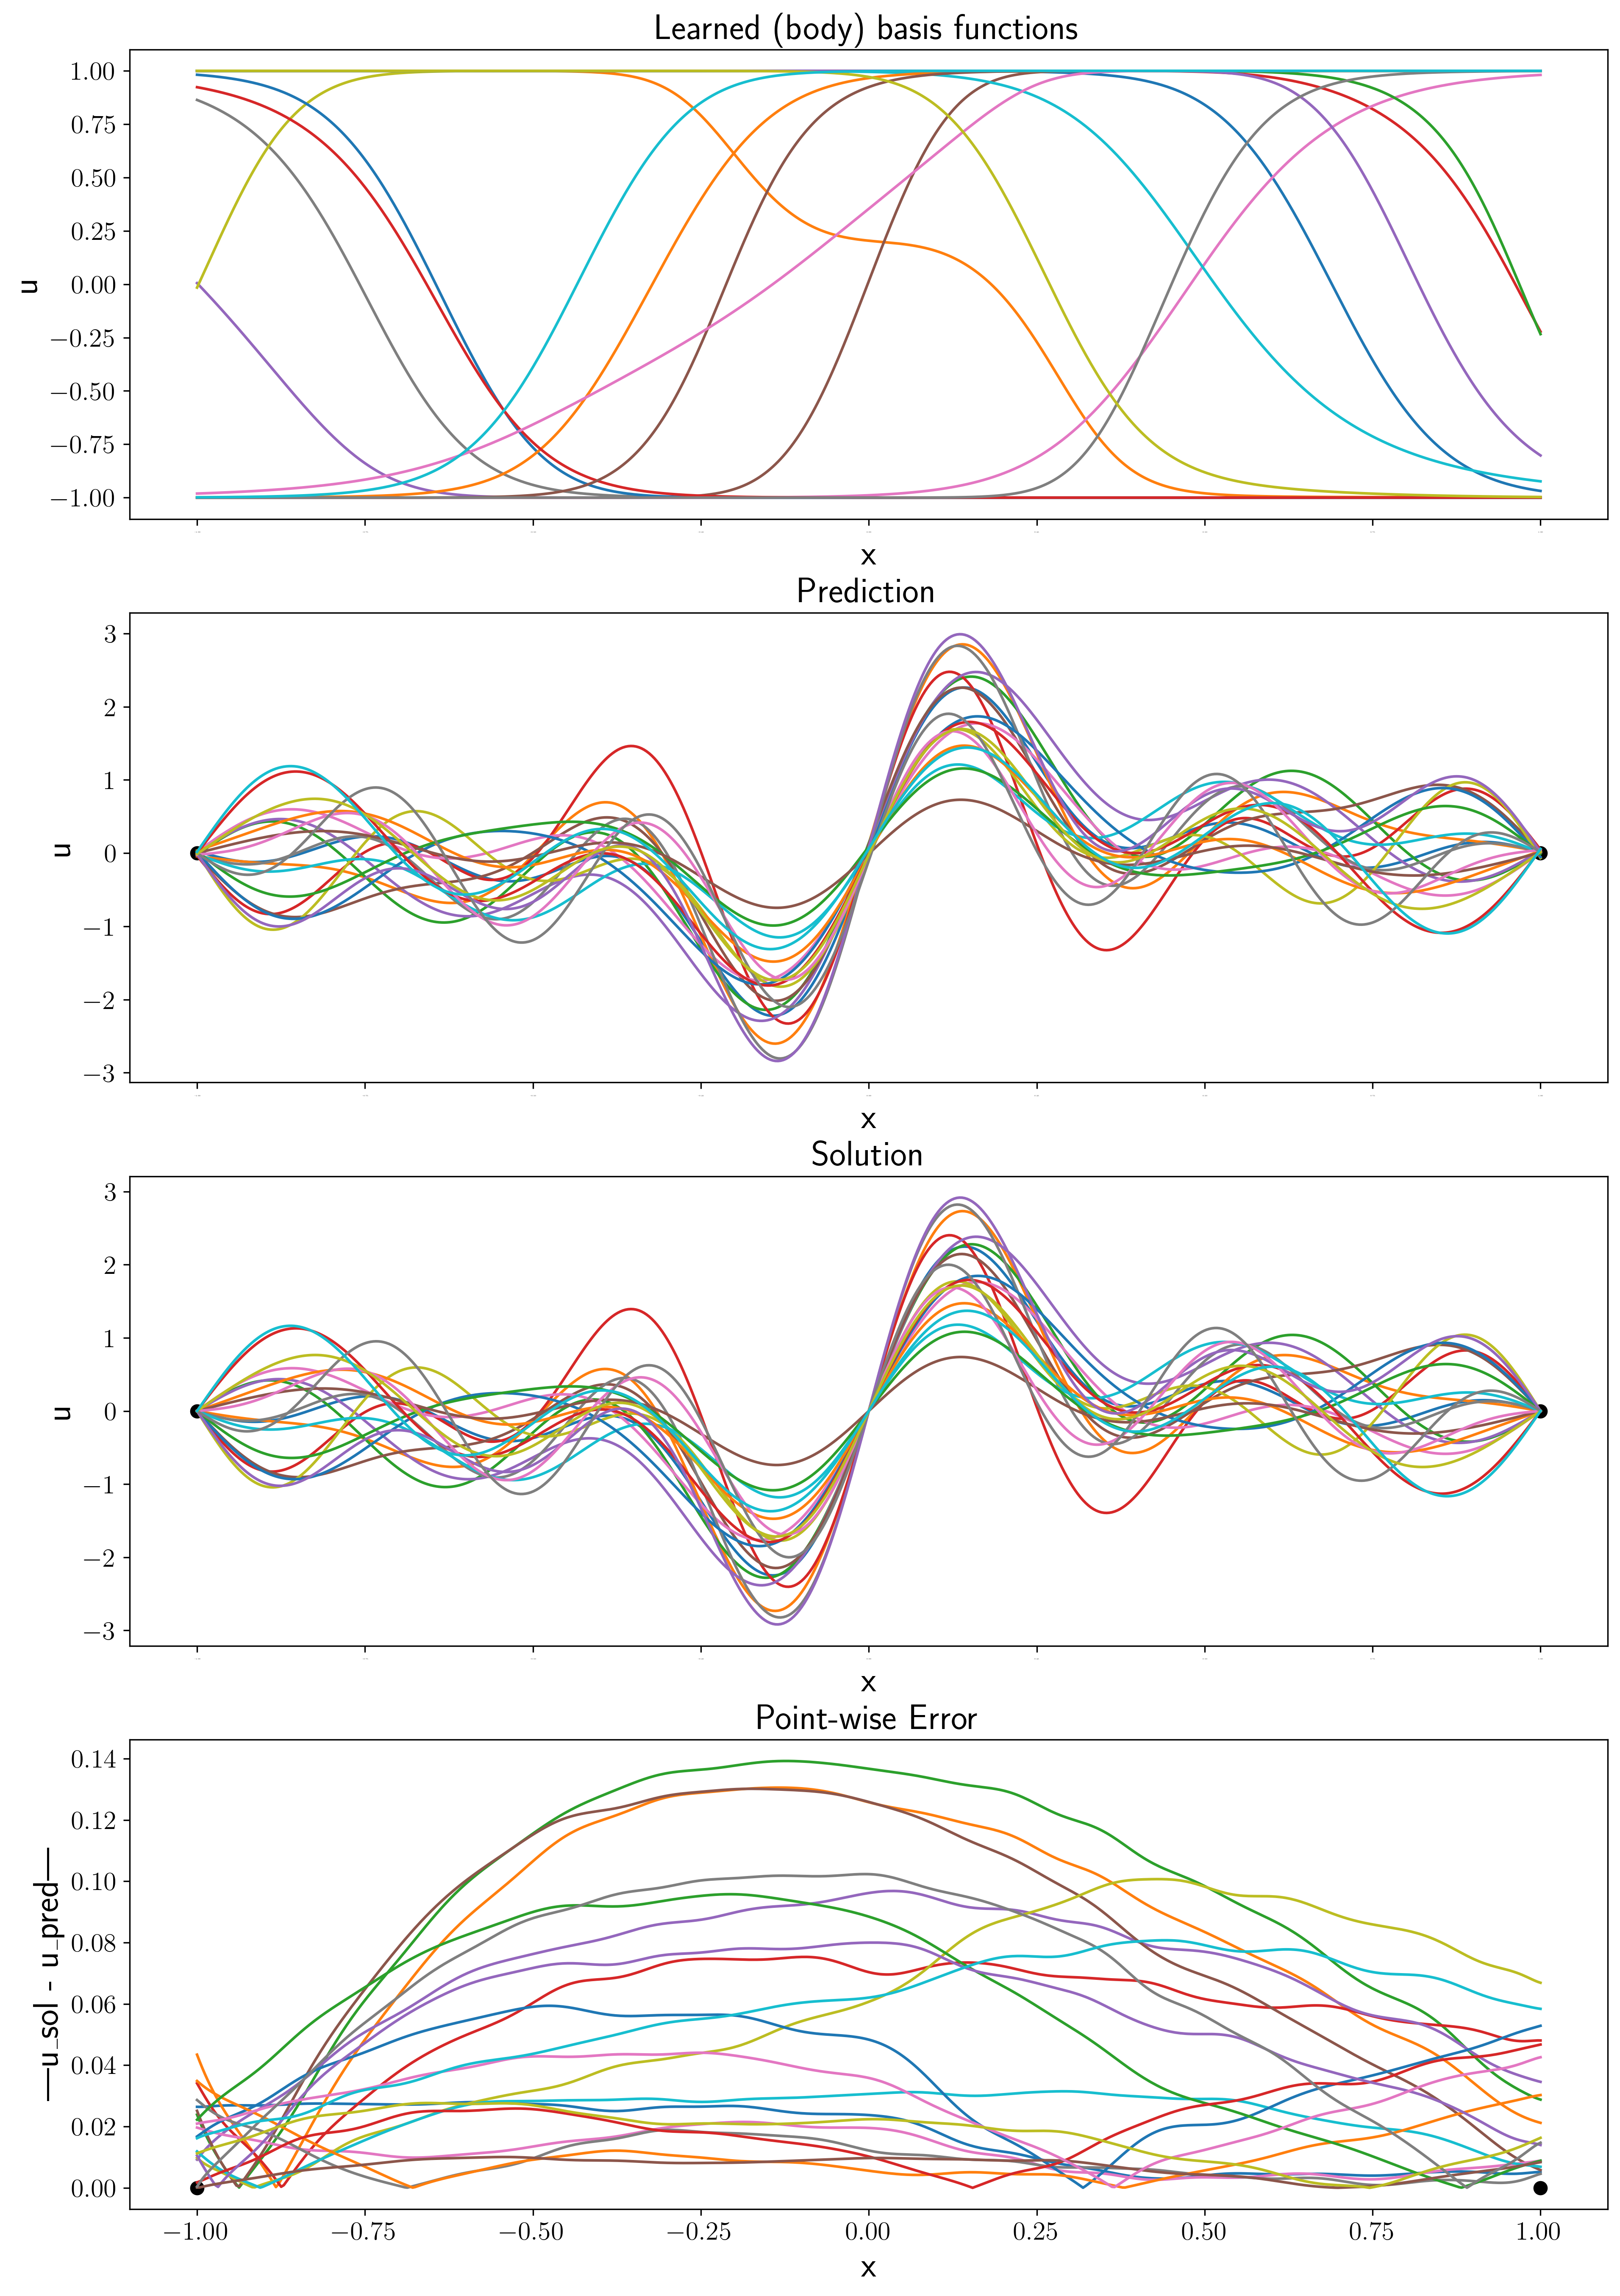 Learned (body) basis functions
1.00
0.75
0.50
0.25
0.00
−0.25
−0.50
−0.75
−1.00
u
x
Prediction
3
2
1
0
−1
−2
−3
u
x
Solution
3
2
1
0
−1
−2
−3
u
x
Point-wise Error
0.14
0.12
0.10
0.08
0.06
0.04
0.02
0.00
—u_sol - u_pred—
−1.00 −0.75 −0.50 −0.25 0.00 0.25 0.50 0.75 1.00
x